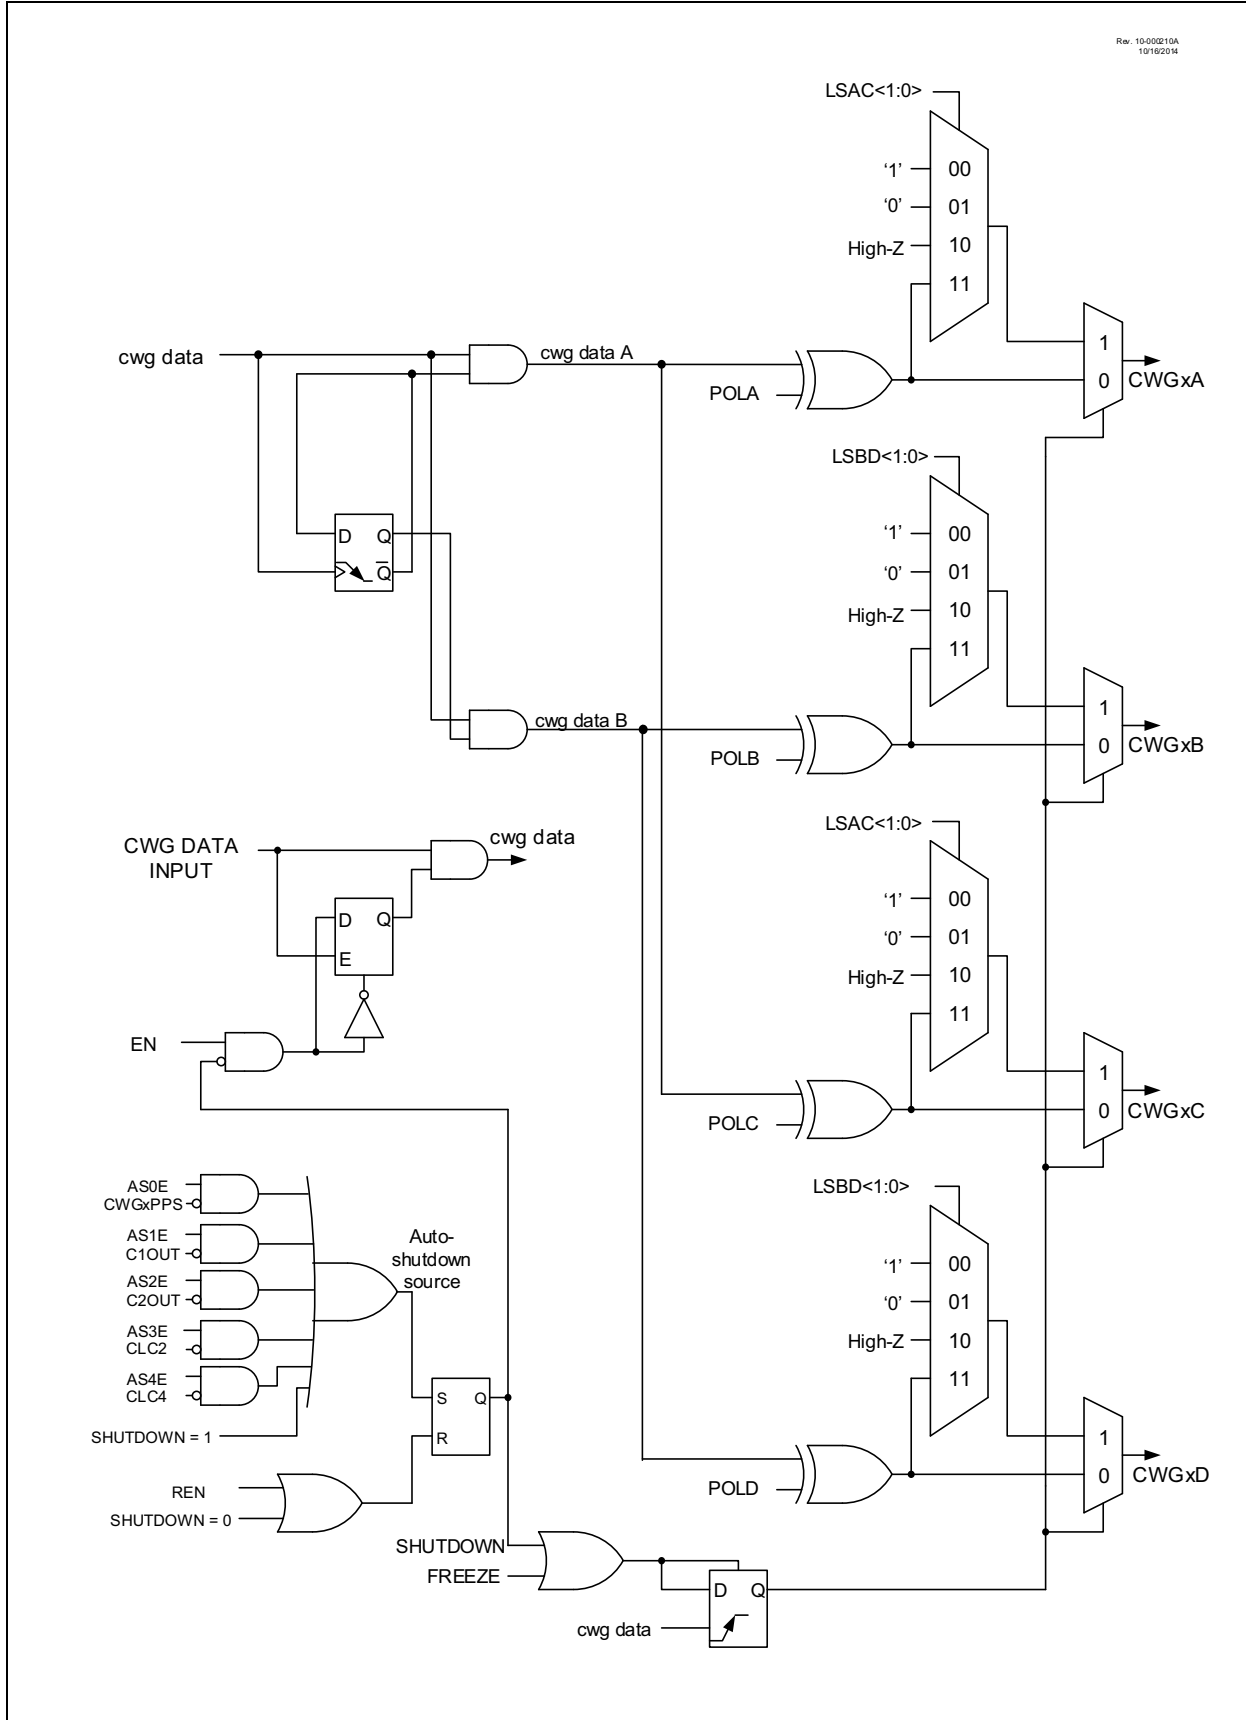 Rev. 10-000210A
10/16/2014
LSAC<1:0>
‘1’
00
‘0’
01
High-Z
10
11
1
0
CWGxA
cwg data
cwg data A
POLA
D
Q
Q
LSBD<1:0>
‘1’
00
‘0’
01
High-Z
10
11
1
0
CWGxB
cwg data B
POLB
CWG DATA
INPUT
cwg data
D
Q
E
EN
LSAC<1:0>
‘1’
00
‘0’
01
High-Z
10
11
1
0
CWGxC
POLC
AS0E
CWGxPPS
AS1E
C1OUT
AS2E
C2OUT
AS3E
CLC2
AS4E
CLC4
SHUTDOWN = 1
Auto-
shutdown
source
S
Q
R
REN
SHUTDOWN = 0
LSBD<1:0>
‘1’
00
‘0’
01
High-Z
10
11
1
0
CWGxD
POLD
SHUTDOWN
FREEZE
D
Q
cwg data